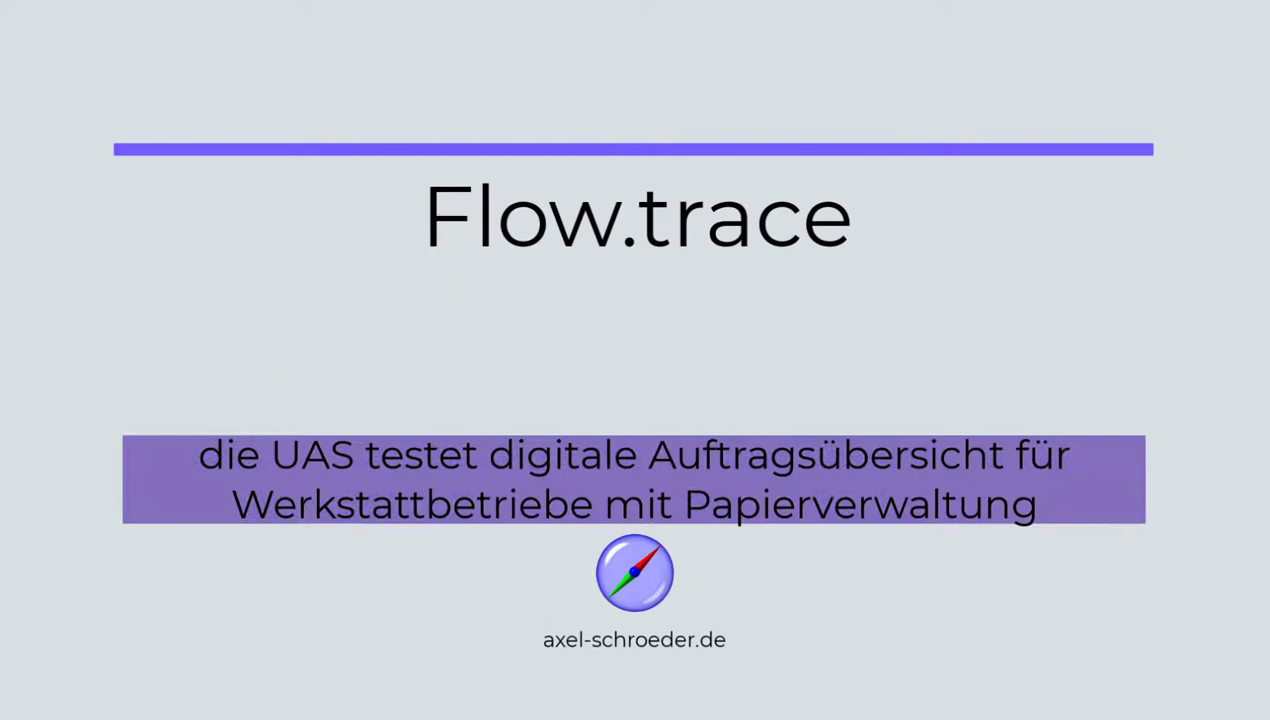 Flow.trace
die UAS testet digitale Auftragsübersicht für
Werkstattbetriebe mit Papierverwaltung
axel-schroeder.de